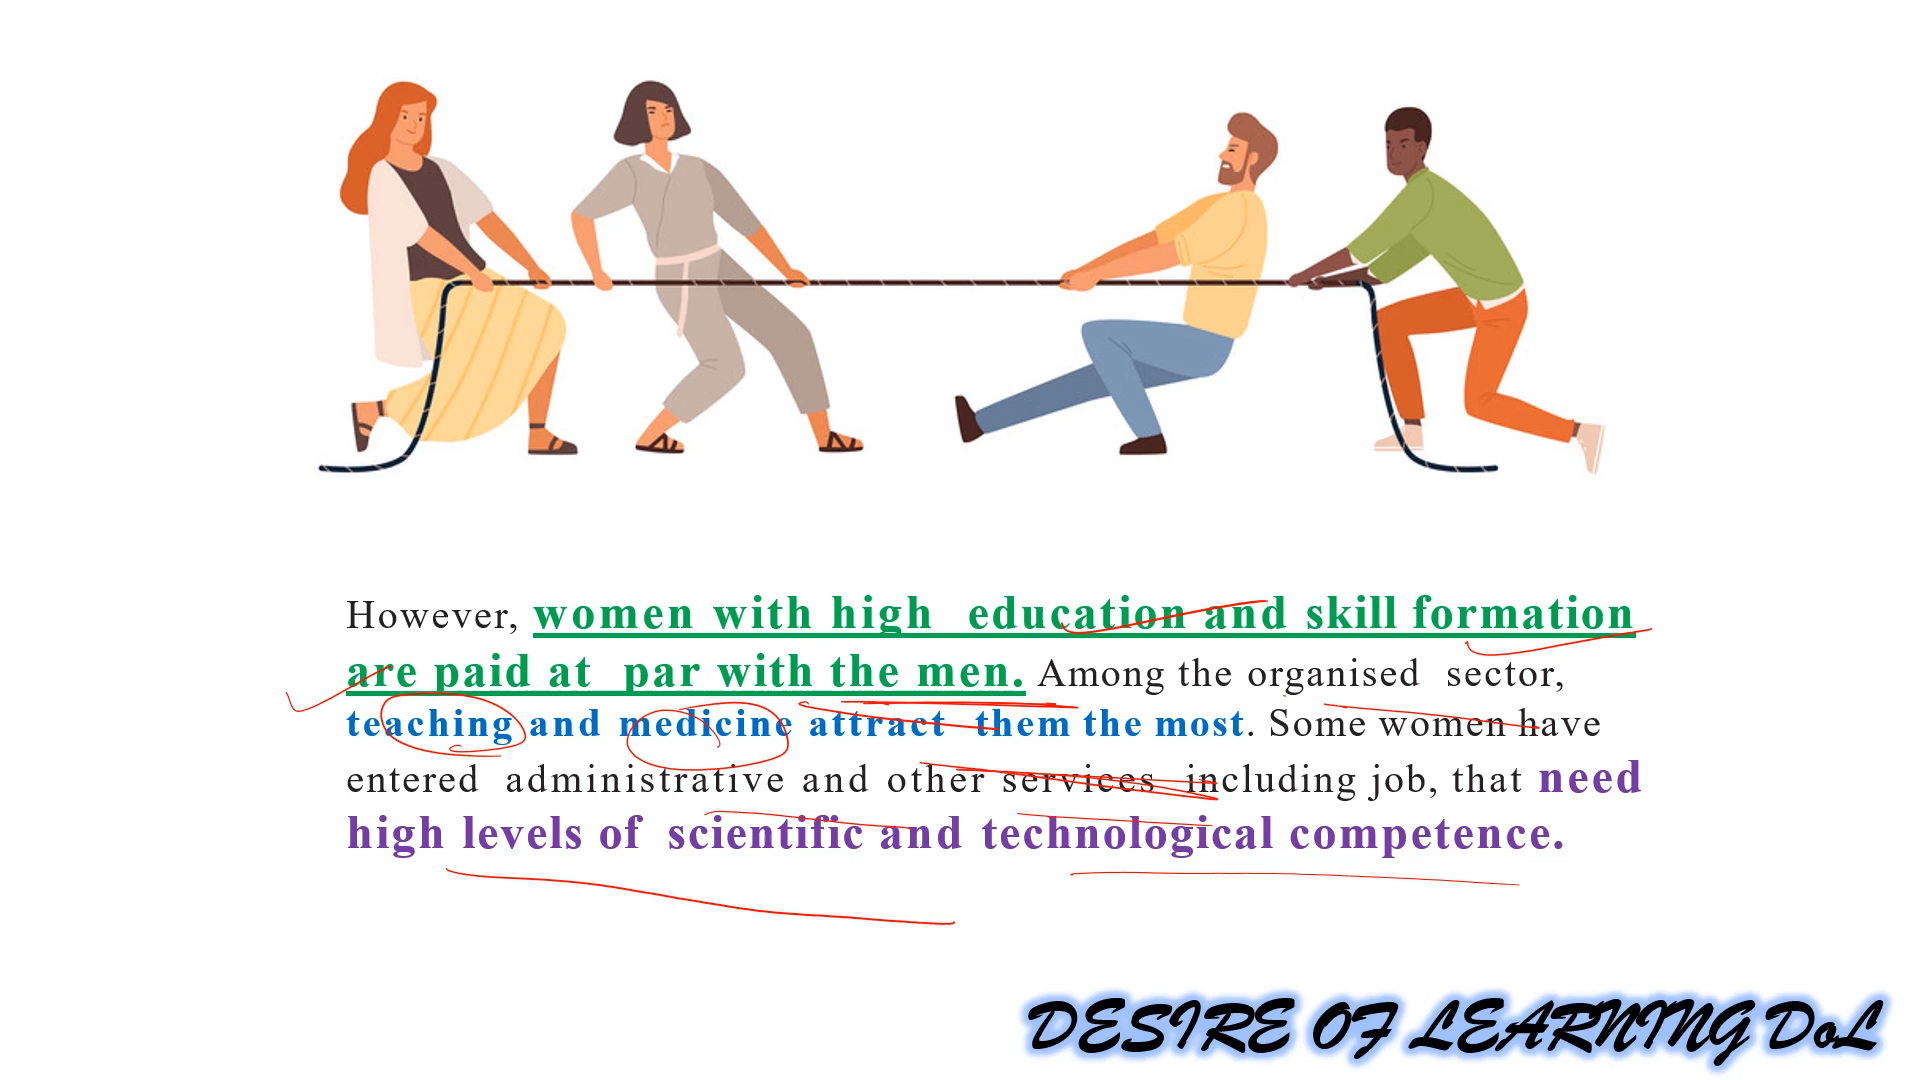 However, women with high education and skill formation
are paid at par with the men. Among the organised sector,
teaching and medicine attract them the most. Some women have
entered administrative and other services including job, that need
high levels of scientific and technological competence.
DESIRE OF LEARNING DoL